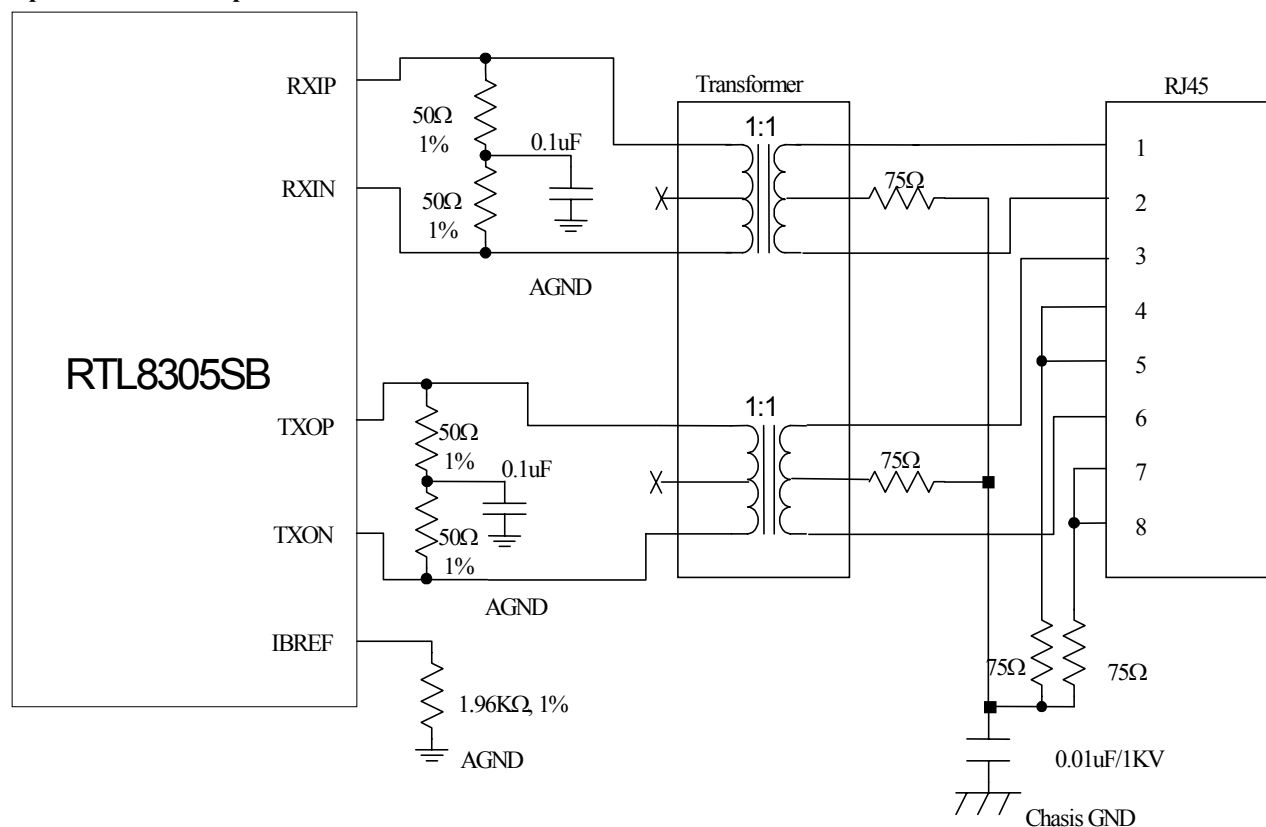 RTL8305SB
RXIP
RXIN
TXOP
TXON
IBREF
50Ω
1%
50Ω
1%
0.1uF
AGND
50Ω
1%
50Ω
1%
0.1uF
AGND
1.96KΩ, 1%
AGND
Transformer
1:1
1:1
75Ω
75Ω
RJ45
1
2
3
4
5
6
7
8
75Ω
75Ω
0.01uF/1KV
Chasis GND